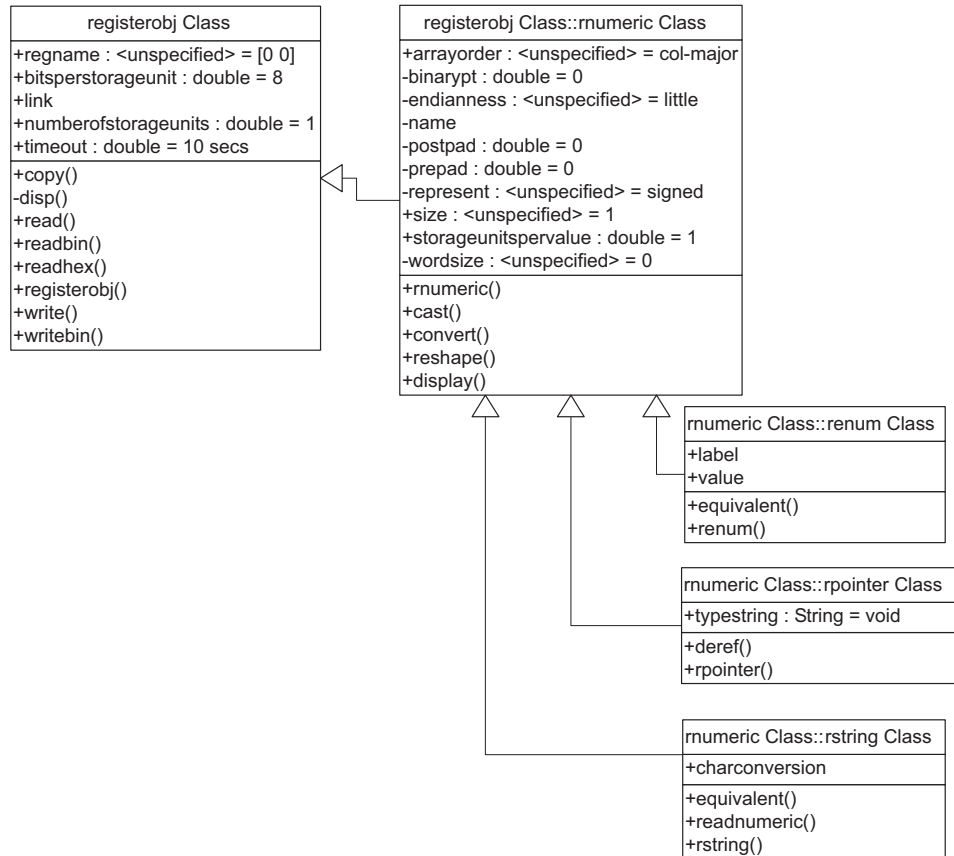 registerobj Class
+regname : <unspecified> = [0 0]
+bitsperstorageunit : double = 8
+link
+numberofstorageunits : double = 1
+timeout : double = 10 secs
+copy()
-disp()
+read()
+readbin()
+readhex()
+registerobj()
+write()
+writebin()
registerobj Class::rnumeric Class
+arrayorder : <unspecified> = col-major
-binarypt : double = 0
-endianness : <unspecified> = little
-name
-postpad : double = 0
-prepad : double = 0
-represent : <unspecified> = signed
+size : <unspecified> = 1
+storageunitspervalue : double = 1
-wordsize : <unspecified> = 0
+rnumeric()
+cast()
+convert()
+reshape()
+display()
rnumeric Class::renum Class
+label
+value
+equivalent()
+renum()
rnumeric Class::rpointer Class
+typestring : String = void
+deref()
+rpointer()
rnumeric Class::rstring Class
+charconversion
+equivalent()
+readnumeric()
+rstring()